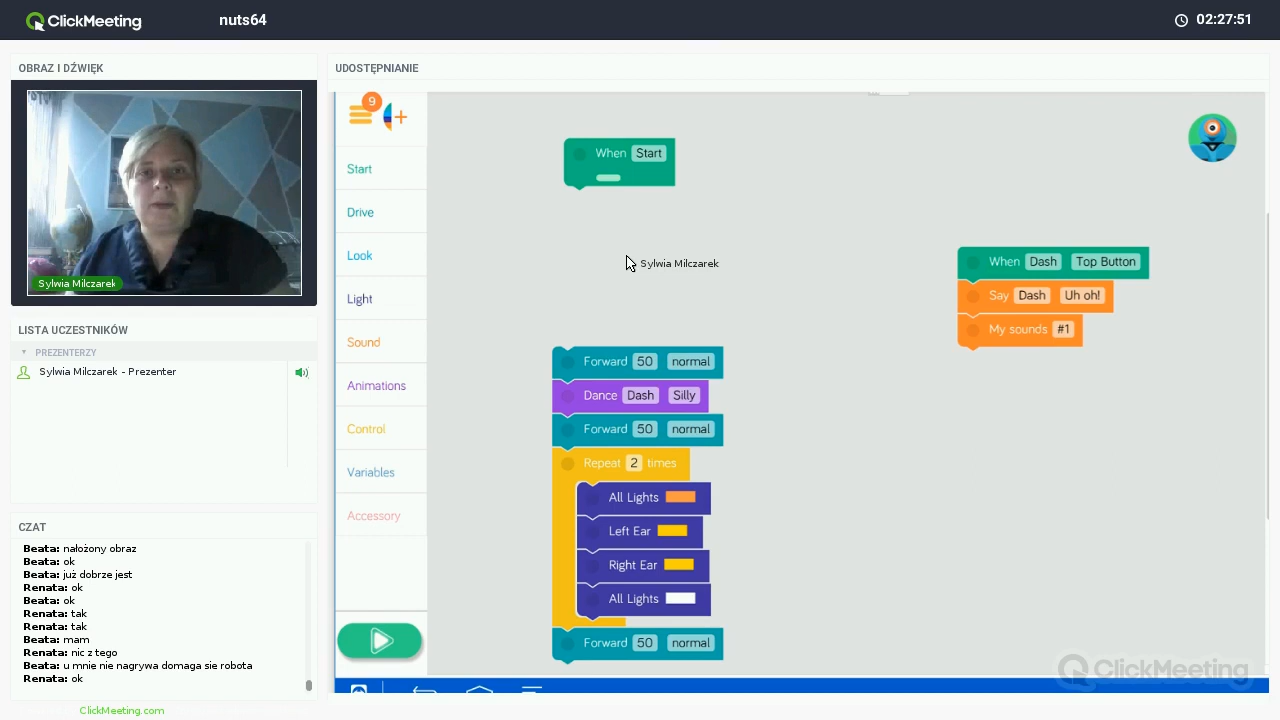 ClickMeeting
nuts64
02:27:51
OBRAZ I DŹWIĘK
Sylwia Milczarek
LISTA UCZESTNIKÓW
PREZENTERZY
Sylwia Milczarek - Prezenter
CZAT
Beata: nałożony obraz
Beata: ok
Beata: już dobrze jest
Renata: ok
Beata: ok
Renata: tak
Renata: tak
Beata: mam
Renata: nic z tego
Beata: u mnie nie nagrywa domaga sie robota
Renata: ok
ClickMeeting.com
UDOSTĘPNIANIE
9
Start
Drive
Look
Light
Sound
Animations
Control
Variables
Accessory
When Start
Sylwia Milczarek
Forward 50 normal
Dance Dash Silly
Forward 50 normal
Repeat 2 times
All Lights
Left Ear
Right Ear
All Lights
Forward 50 normal
When Dash Top Button
Say Dash Uh oh!
My sounds #1
ClickMeeting